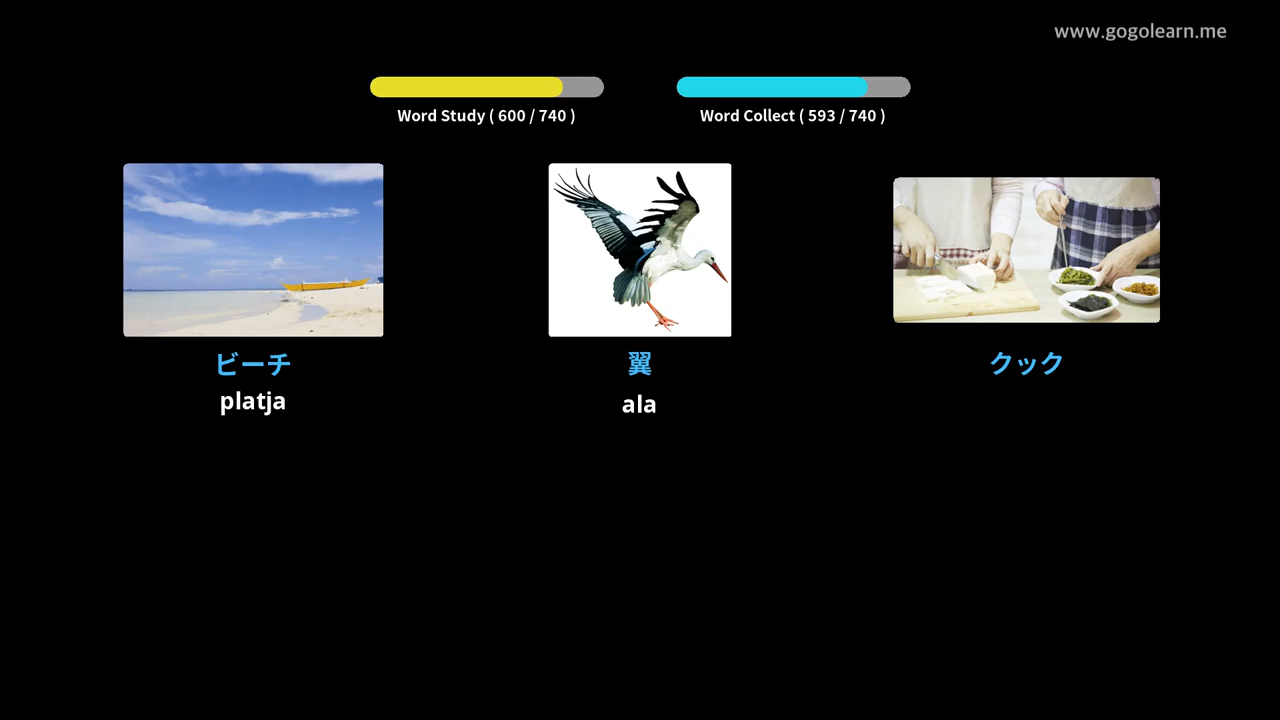 www.gogolearn.me
Word Study ( 600 / 740 )
Word Collect ( 593 / 740 )
ビーチ
platja
翼
ala
クック